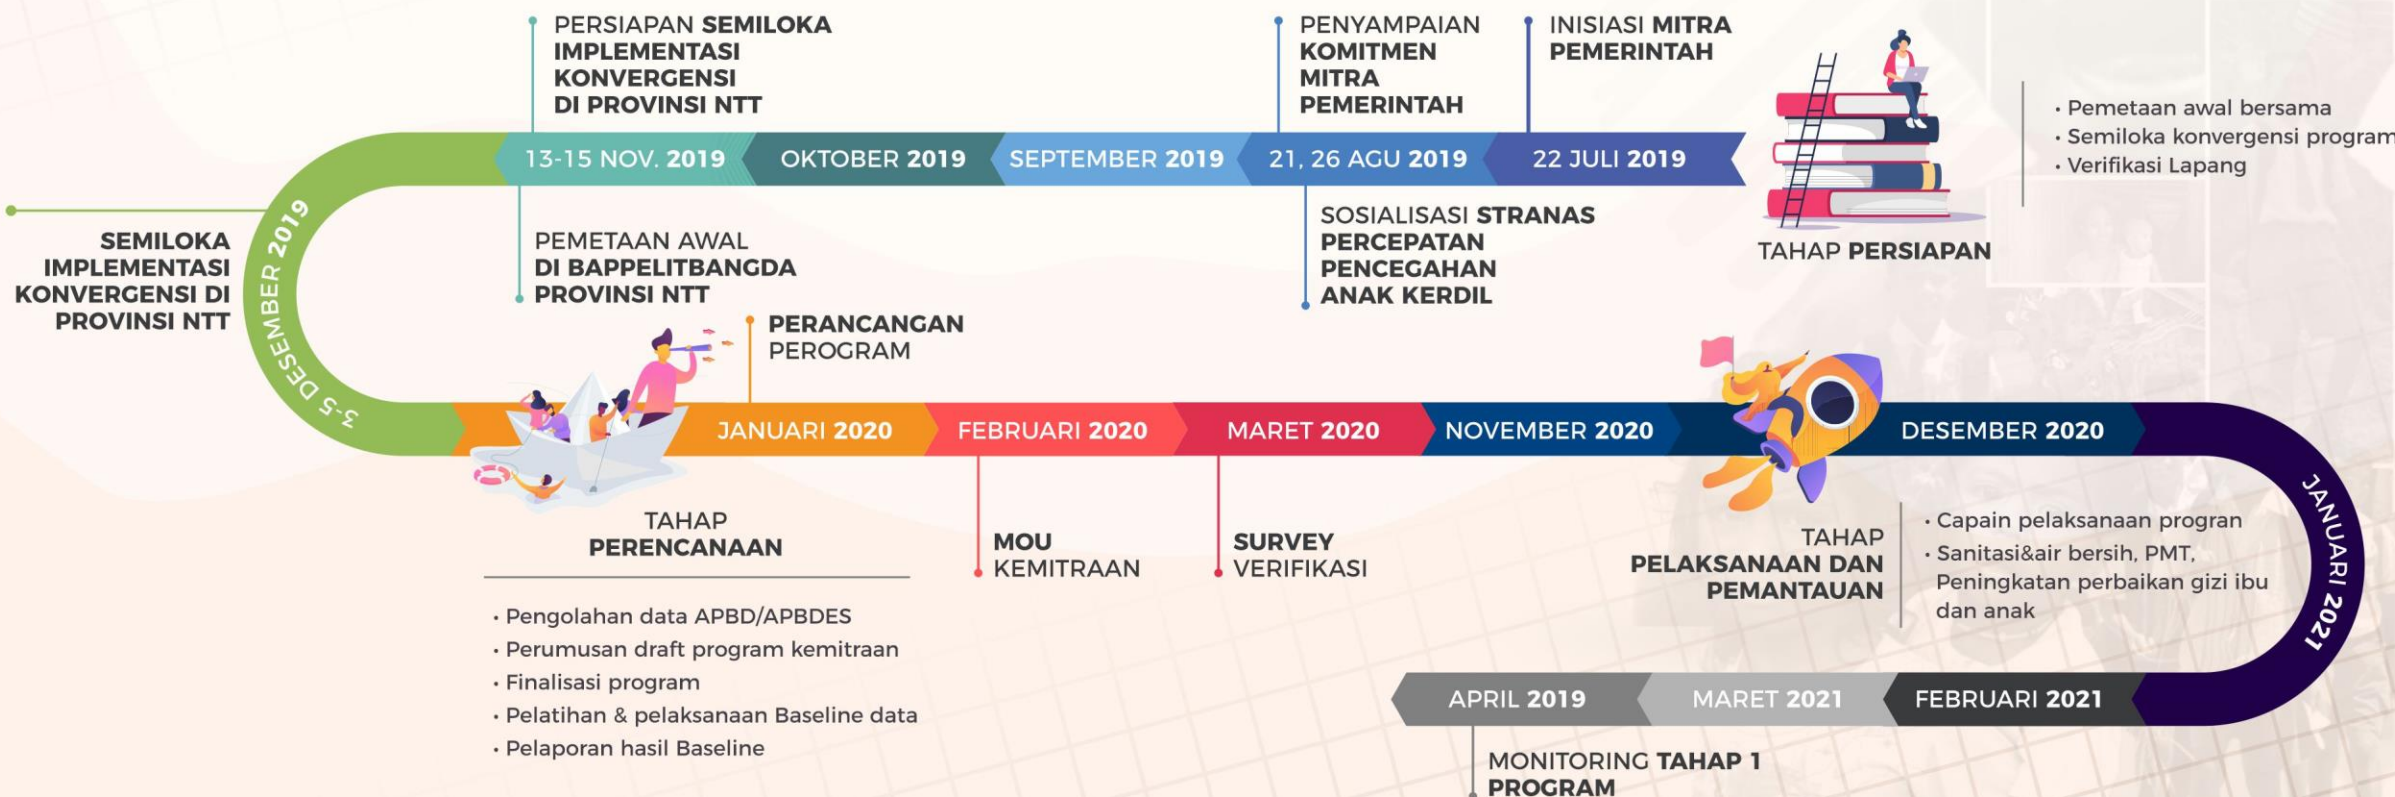 PERSIAPAN SEMILOKA
IMPLEMENTASI
KONVERGENSI
DI PROVINSI NTT
PENYAMPAIAN
KOMITMEN
MITRA
PEMERINTAH
INISIASI MITRA
PEMERINTAH
• Pemetaan awal bersama
• Semiloka konvergensi program
• Verifikasi Lapang
13-15 NOV. 2019
OKTOBER 2019
SEPTEMBER 2019
21, 26 AGU 2019
22 JULI 2019
TAHAP PERSIAPAN
3-5 DESEMBER 2019
SEMILOKA
IMPLEMENTASI
KONVERGENSI DI
PROVINSI NTT
PEMETAAN AWAL
DI BAPPELITBANGDA
PROVINSI NTT
SOSIALISASI STRANAS
PERCEPATAN
PENCEGAHAN
ANAK KERDIL
PERANCANGAN
PEROGRAM
JANUARI 2020
FEBRUARI 2020
MARET 2020
NOVEMBER 2020
DESEMBER 2020
JANUARI 2021
TAHAP
PERENCANAAN
• Pengolahan data APBD/APBDES
• Perumusan draft program kemitraan
• Finalisasi program
• Pelatihan & pelaksanaan Baseline data
• Pelaporan hasil Baseline
MOU
KEMITRAAN
SURVEY
VERIFIKASI
TAHAP
PELAKSANAAN DAN
PEMANTAUAN
• Capain pelaksanaan progran
• Sanitasi&air bersih, PMT,
Peningkatan perbaikan gizi ibu
dan anak
APRIL 2019
MARET 2021
FEBRUARI 2021
MONITORING TAHAP 1
PROGRAM